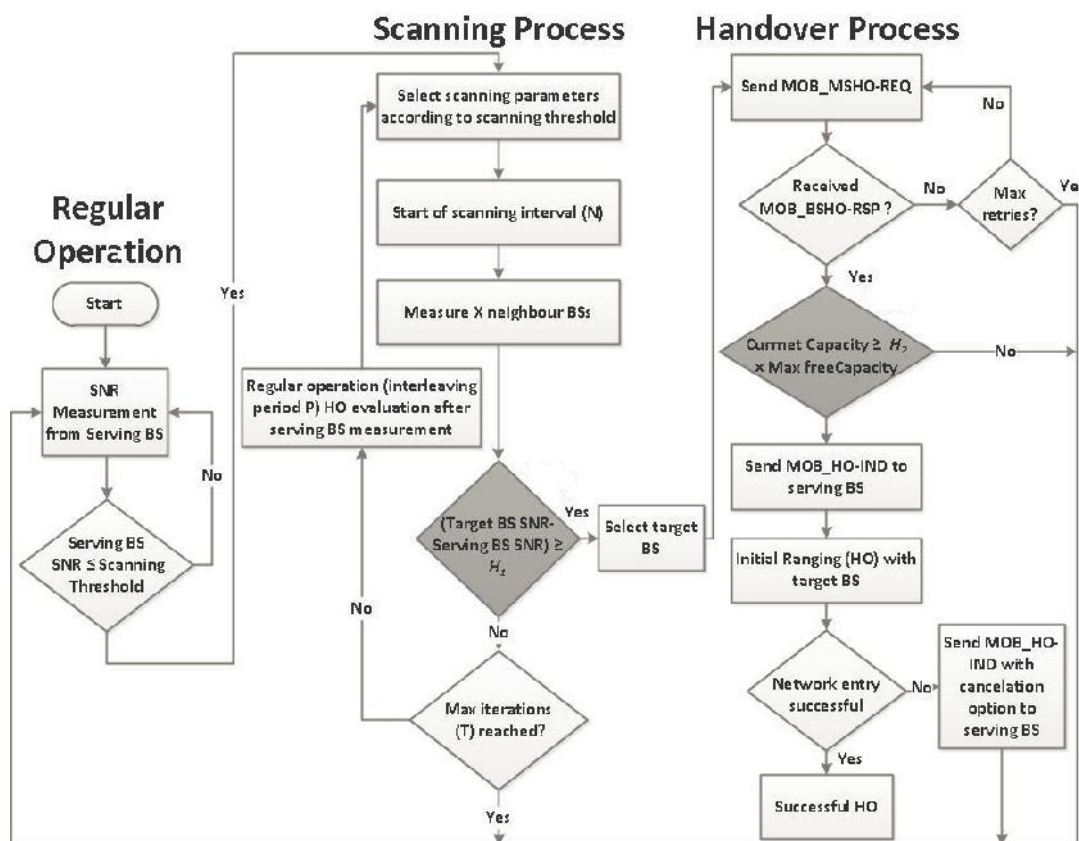 Scanning Process
Handover Process
Regular
Operation
Start
SNR
Measurement
from Serving BS
No
Serving BS
SNR ≤ Scanning
Threshold
Yes
Select scanning parameters
according to scanning threshold
Start of scanning interval (N)
Measure X neighbour BSs
Regular operation (interleaving
period P) HO evaluation after
serving BS measurement
(Target BS SNR-
Serving BS SNR) ≥
H₁
Yes
Select target
BS
No
No
Max iterations
(T) reached?
Yes
Send MOB_MSHO-REQ
No
Received
MOB_BSHO-RSP ?
No
Max
retries?
Yes
Yes
Currnet Capacity ≥ H₂
× Max freeCapacity
No
Send MOB_HO-IND to
serving BS
Initial Ranging (HO) with
target BS
Network entry
successful
No
Send MOB_HO-
IND with
cancelation
option to
serving BS
Yes
Successful HO